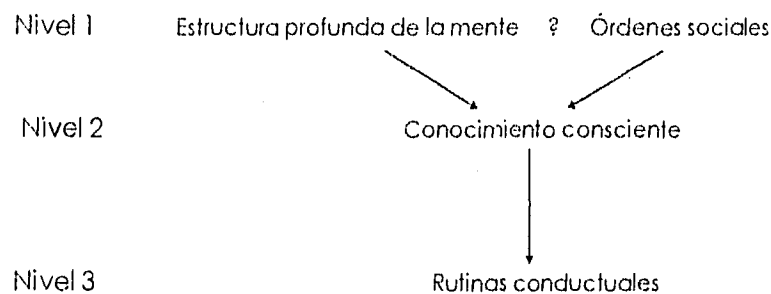 Nivel 1 Estructura profunda de la mente ? Órdenes sociales
Nivel 2 Conocimiento consciente
Nivel 3 Rutinas conductuales